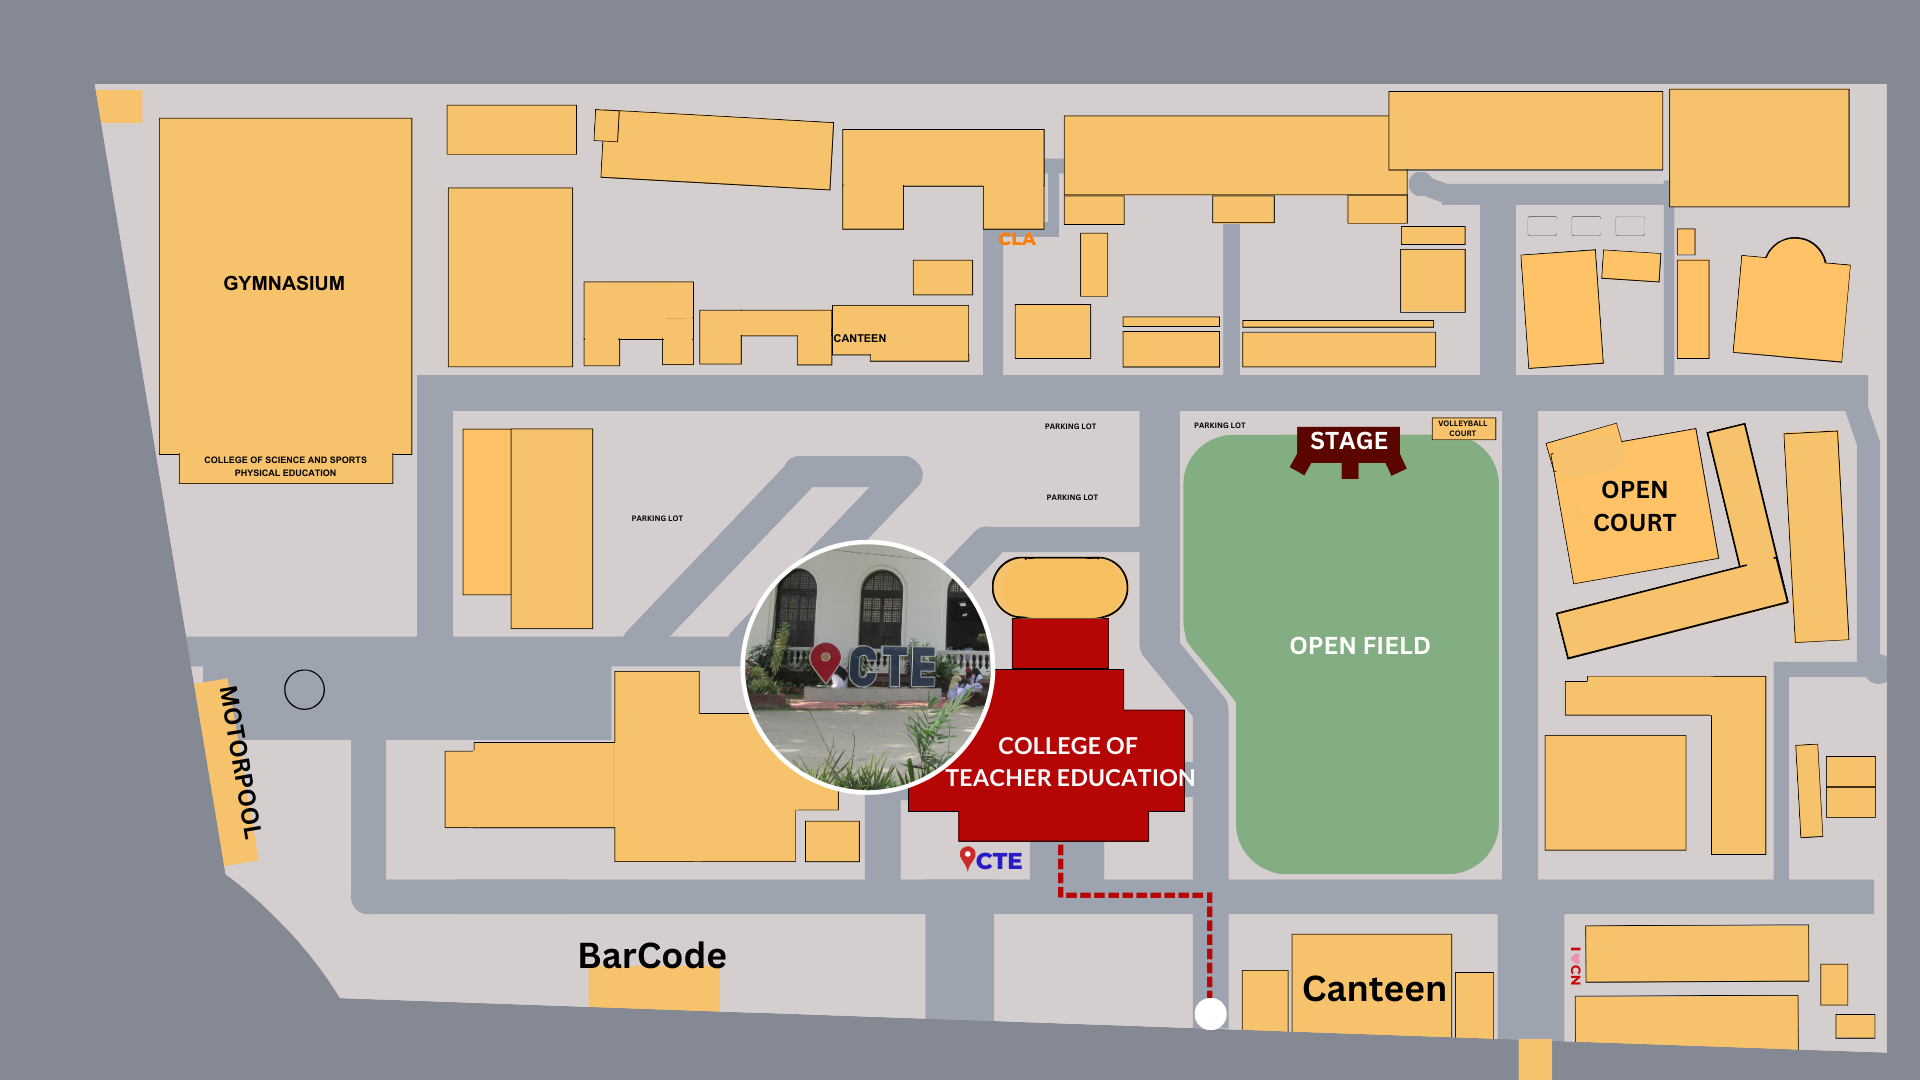 CLA
GYMNASIUM
CANTEEN
COLLEGE OF SCIENCE AND SPORTS
PHYSICAL EDUCATION
PARKING LOT
PARKING LOT
PARKING LOT
PARKING LOT
STAGE
VOLLEYBALL
COURT
OPEN
COURT
OPEN FIELD
CTE
MOTORPOOL
COLLEGE OF
TEACHER EDUCATION
CTE
BarCode
Canteen
I CN